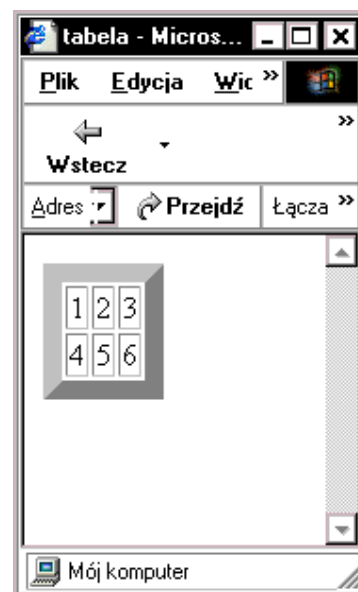 tabela - Micros...
Plik Edycja Wic »
»
Wstecz
Adres Przejdź Łącza »
1 2 3
4 5 6
Mój komputer